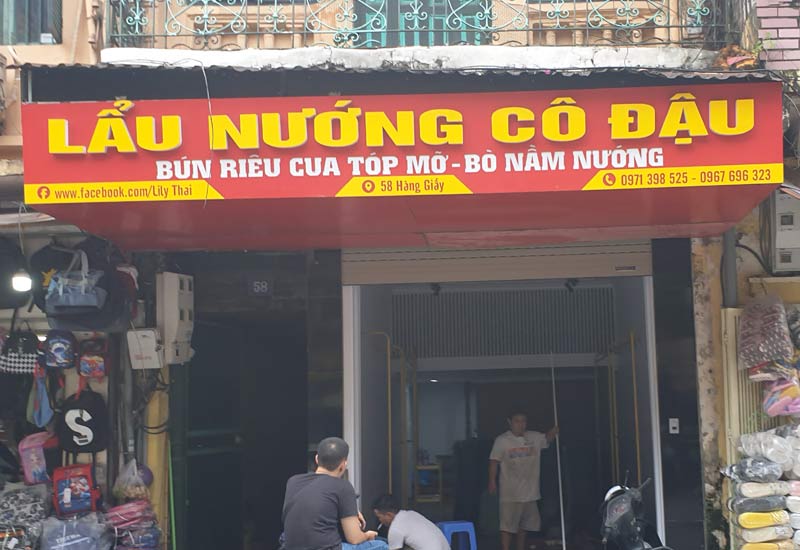 LẨU NƯỚNG CÔ ĐẬU
BÚN RIÊU CUA TÓP MỠ - BÒ NẦM NƯỚNG
www.facebook.com/Lily Thai
58 Hàng Giấy
0971 398 525 - 0967 696 323
58
S